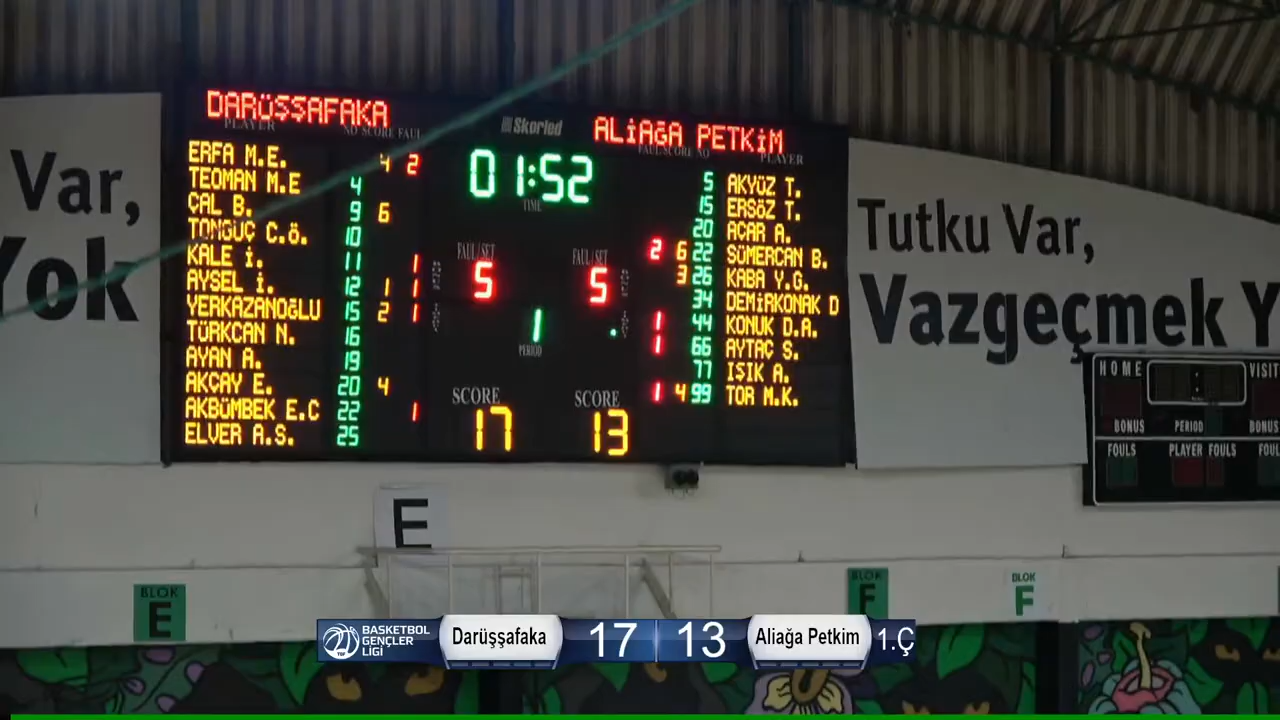 DARÜŞŞAFAKA
PLAYER NO SCORE FAUL
ERFA M.E. 4 2
TEOMAN M.E 4
ÇAL B. 9 6
TONGUÇ C.Ö. 10
KALE İ. 11 1
AYSEL İ. 12 1 1
YERKAZANOĞLU 15 2 1
TÜRKCAN N. 16
AYAN A. 19
AKÇAY E. 20 4
AKBÖMBEK E.C 22 1
ELVER A.S. 25
Skorled
01:52
TIME
FAUL/SET
5
FAUL/SET
5
1
PERIOD
SCORE
17
SCORE
13
ALİAĞA PETKİM
FAUL SCORE NO PLAYER
5 AKYÜZ T.
15 ERSÖZ T.
20 ACAR A.
2 6 22 SÜMERCAN B.
3 26 KABA Y.G.
34 DEMİRKONAK D
1 44 KONUK D.A.
1 66 AYTAÇ S.
77 IŞIK A.
1 4 99 TOR M.K.
Var,
Yok
Tutku Var,
Vazgeçmek Y
HOME VISIT
BONUS PERIOD BONUS
FOULS PLAYER FOULS FOUL
E
BLOK
E
BLOK
F
BLOK
F
BASKETBOL
GENÇLER
LİGİ
Darüşşafaka 17 13 Aliağa Petkim 1.Ç